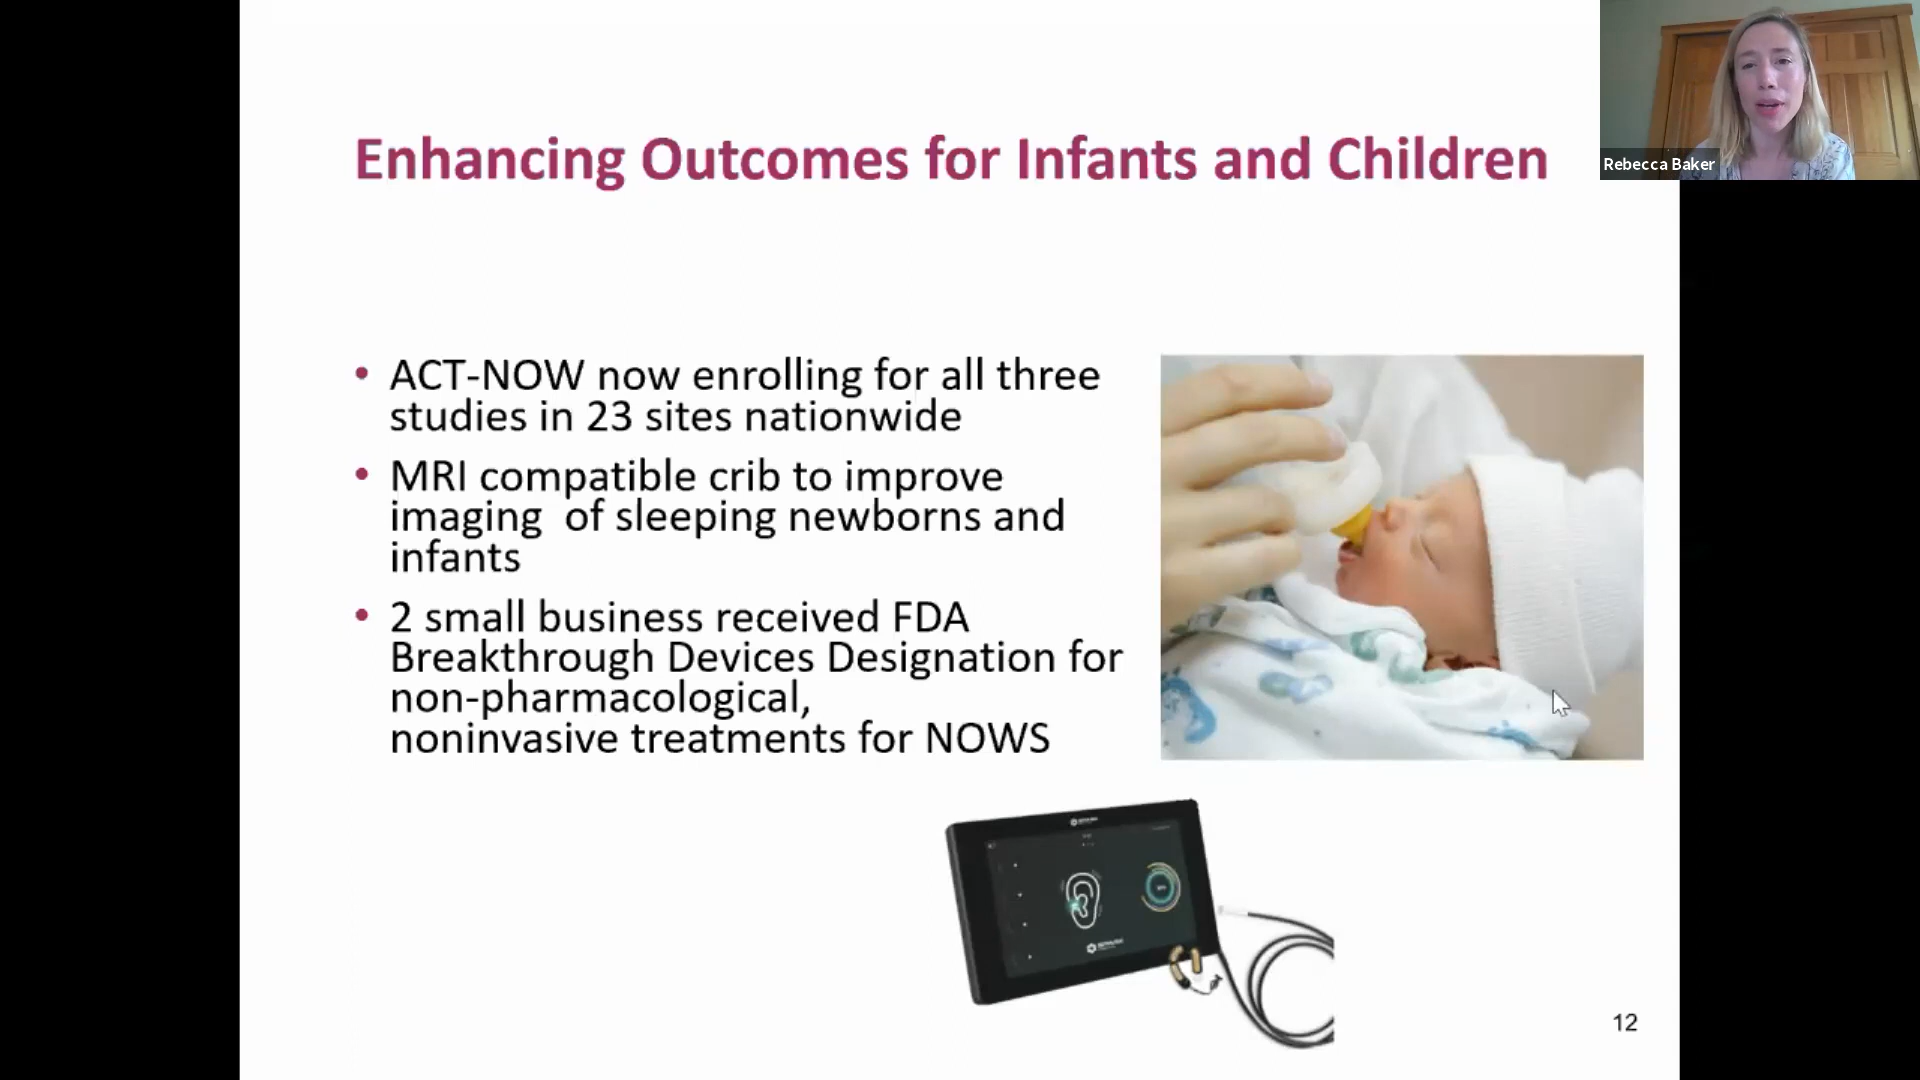 Enhancing Outcomes for Infants and Children
Rebecca Baker
• ACT-NOW now enrolling for all three
studies in 23 sites nationwide
• MRI compatible crib to improve
imaging  of sleeping newborns and
infants
• 2 small business received FDA
Breakthrough Devices Designation for
non-pharmacological,
noninvasive treatments for NOWS
12